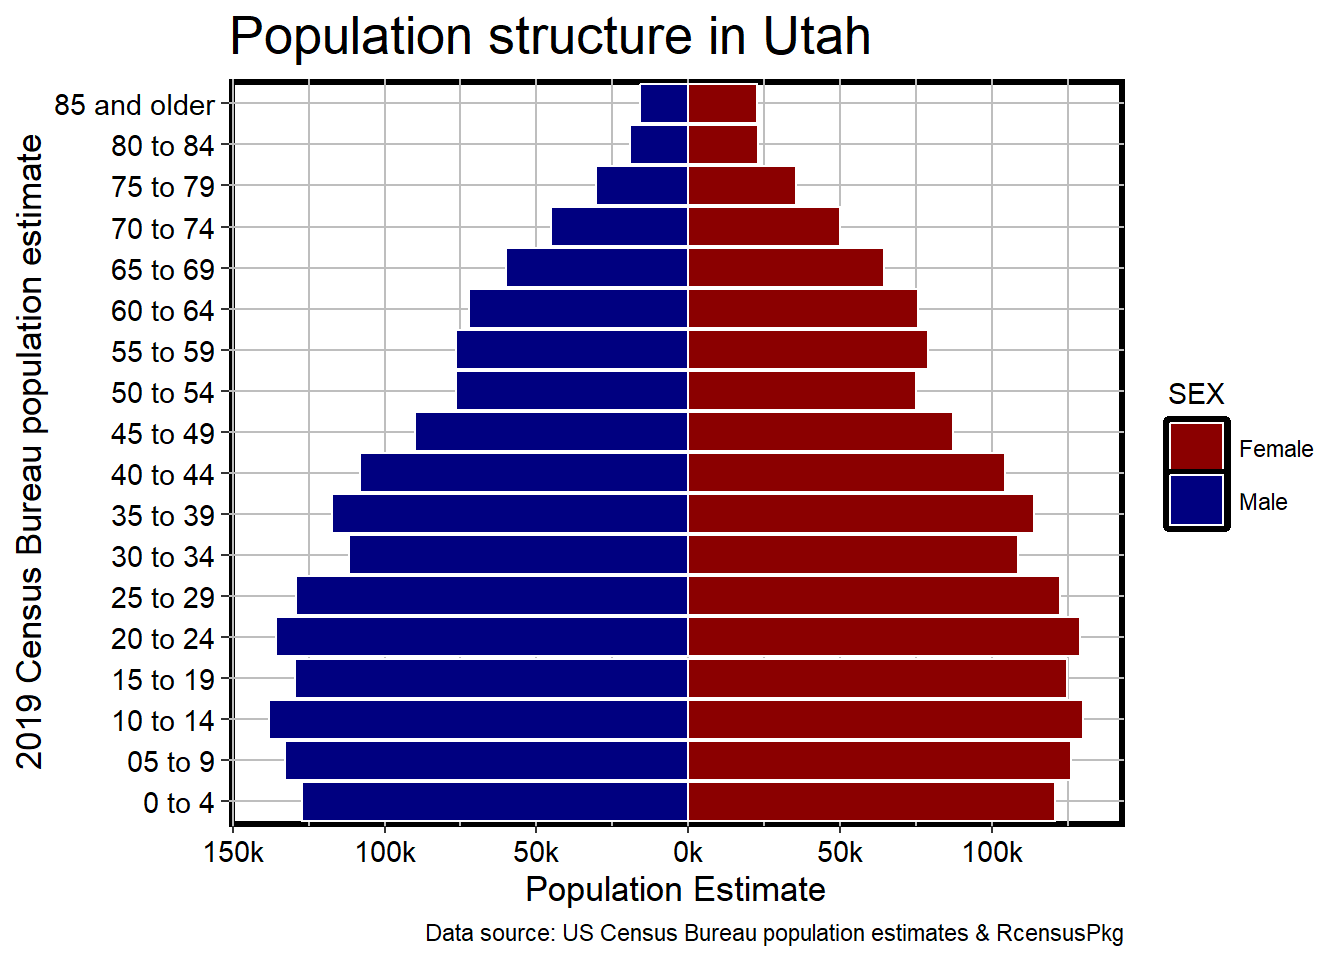 Population structure in Utah
2019 Census Bureau population estimate
85 and older
80 to 84
75 to 79
70 to 74
65 to 69
60 to 64
55 to 59
50 to 54
45 to 49
40 to 44
35 to 39
30 to 34
25 to 29
20 to 24
15 to 19
10 to 14
05 to 9
0 to 4
150k 100k 50k 0k 50k 100k
Population Estimate
SEX
Female
Male
Data source: US Census Bureau population estimates & RcensusPkg